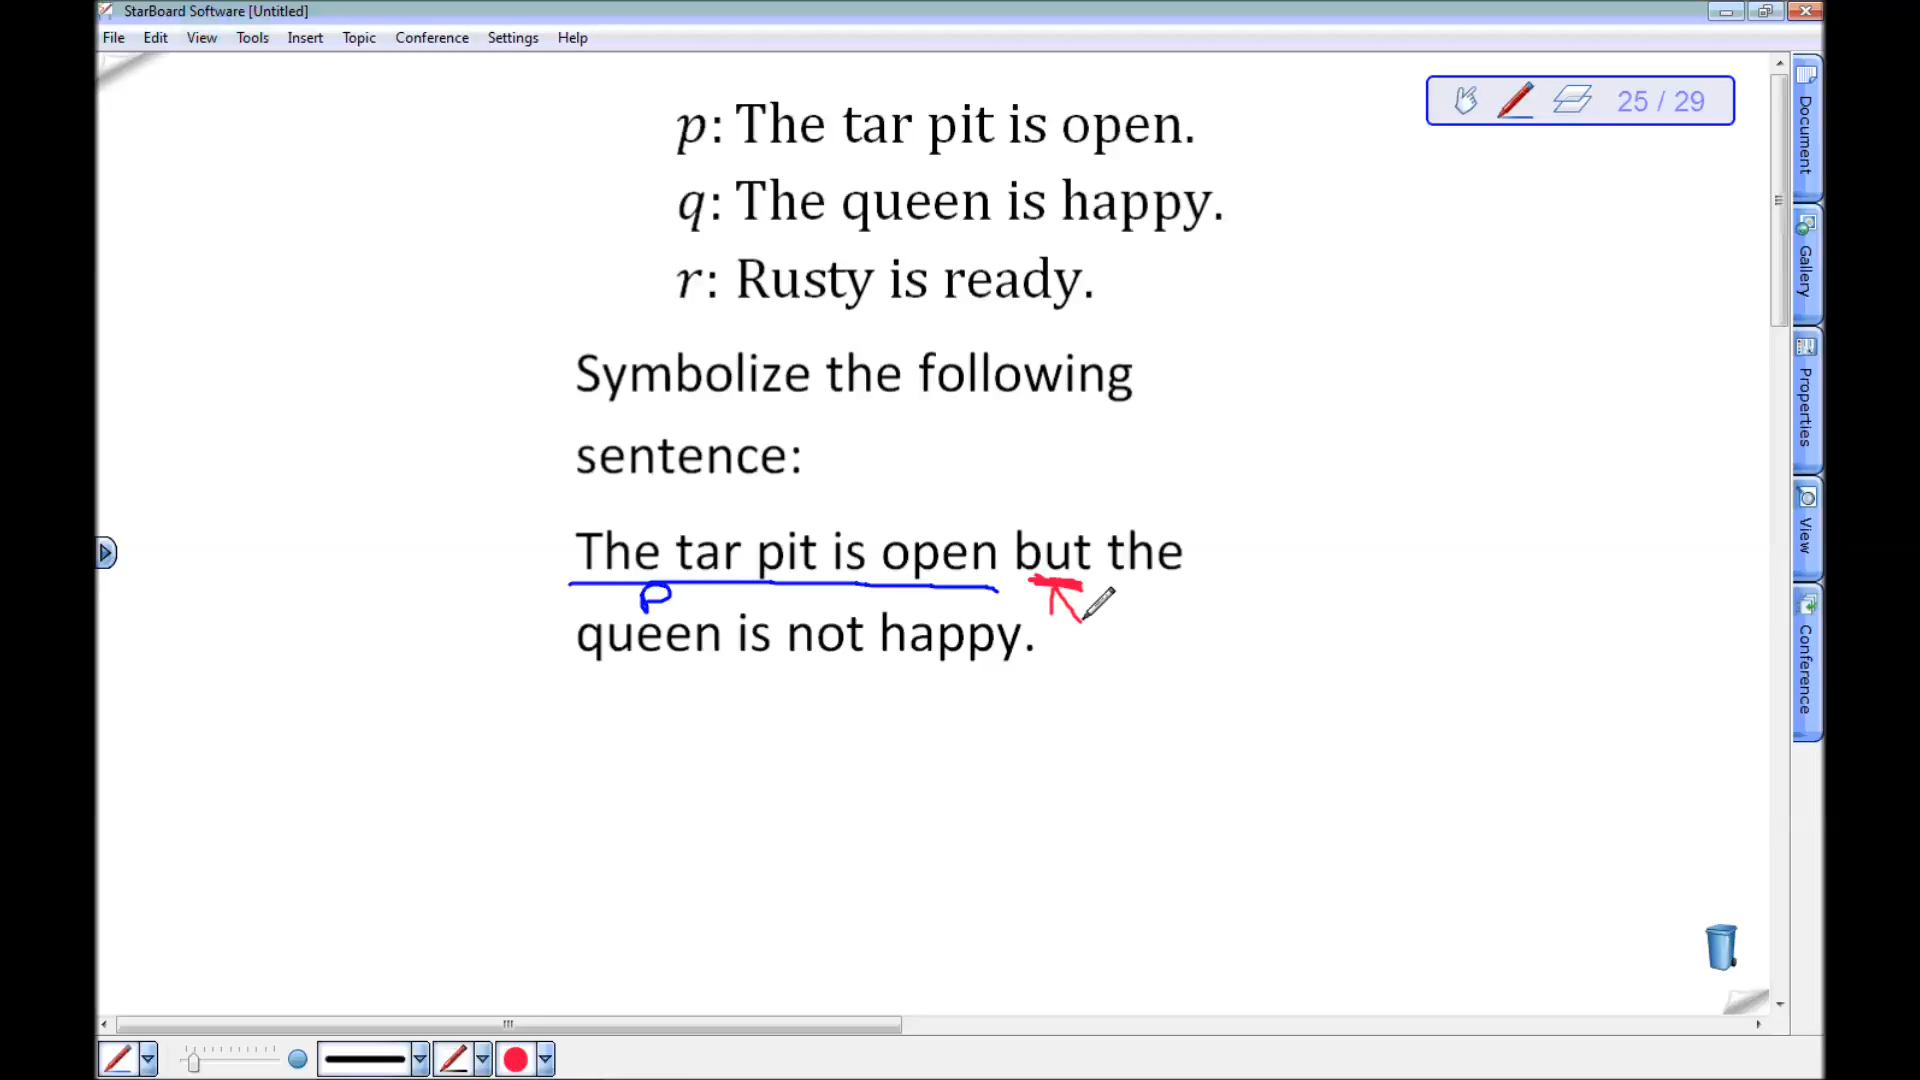 StarBoard Software [Untitled]
File Edit View Tools Insert Topic Conference Settings Help
25 / 29
p: The tar pit is open.
q: The queen is happy.
r: Rusty is ready.
Symbolize the following
sentence:
The tar pit is open but the
P
queen is not happy.
Document
Gallery
Properties
View
Conference